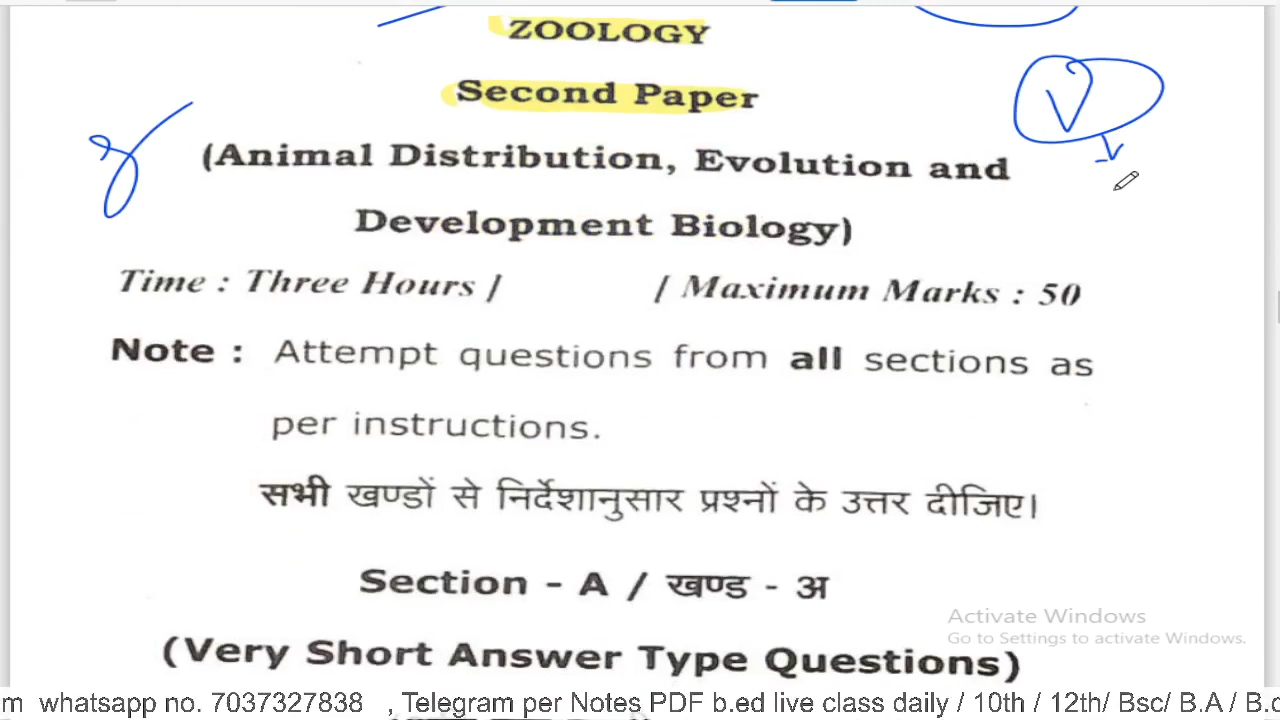 ZOOLOGY
Second Paper
(Animal Distribution, Evolution and
Development Biology)
Time : Three Hours ] [ Maximum Marks : 50
Note : Attempt questions from all sections as
per instructions.
सभी खण्डों से निर्देशानुसार प्रश्नों के उत्तर दीजिए।
Section - A / खण्ड - अ
Activate Windows
Go to Settings to activate Windows.
(Very Short Answer Type Questions)
m whatsapp no. 7037327838 , Telegram per Notes PDF b.ed live class daily / 10th / 12th/ Bsc/ B.A / B.c